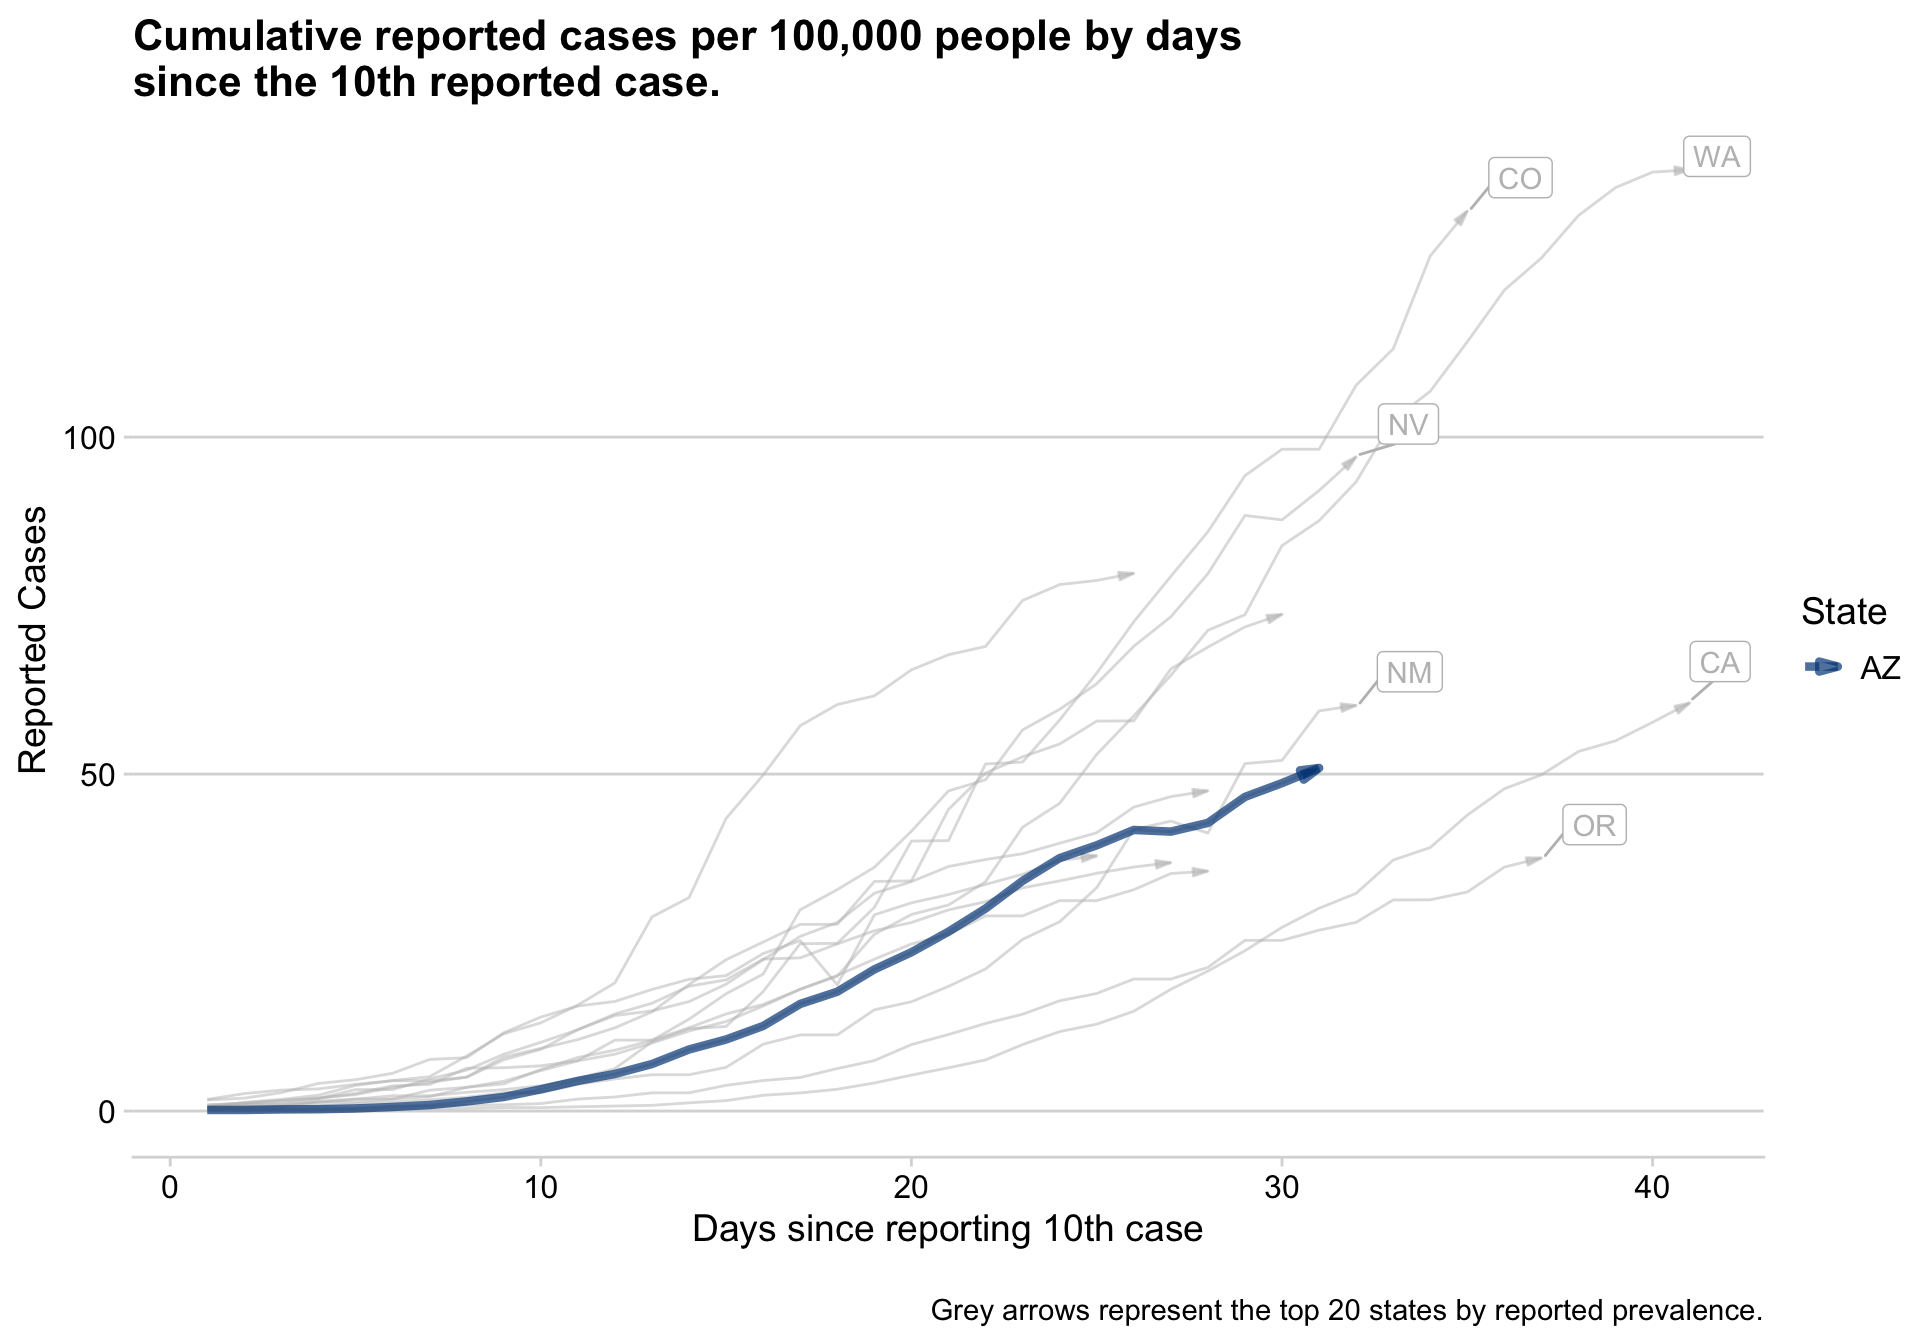 Cumulative reported cases per 100,000 people by days
since the 10th reported case.
WA
CO
100
NV
Reported Cases
State
AZ
CA
NM
50
OR
0
0 10 20 30 40
Days since reporting 10th case
Grey arrows represent the top 20 states by reported prevalence.